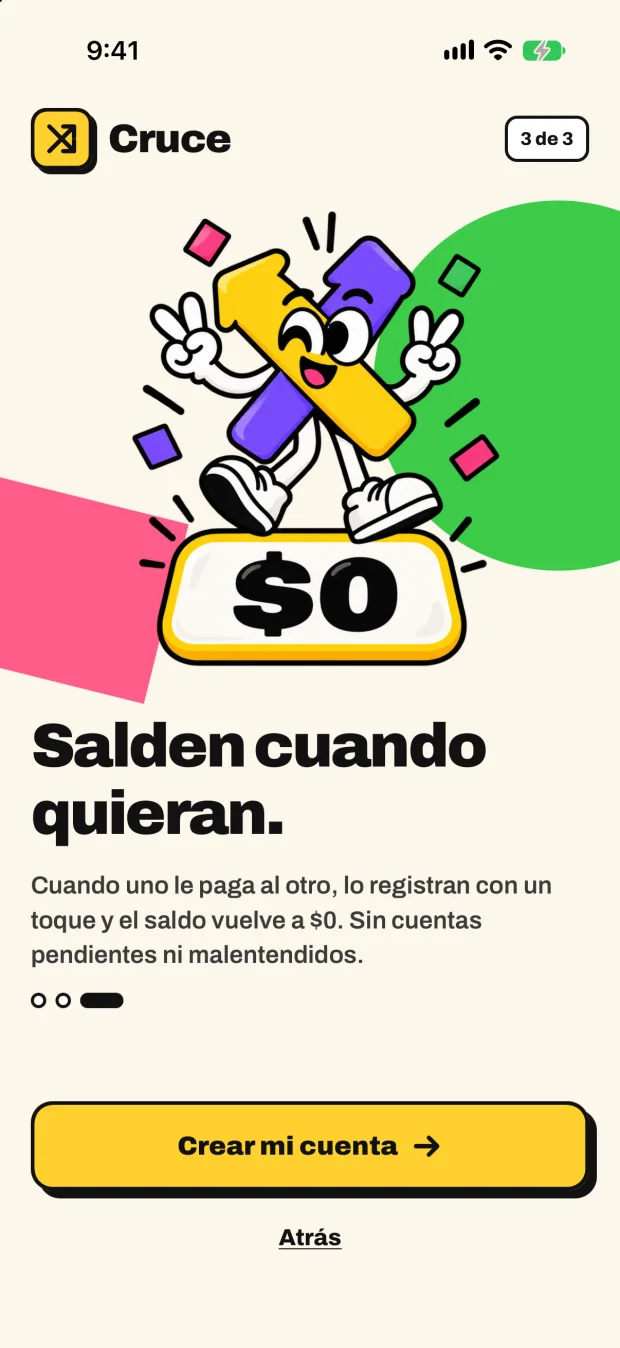 9:41
Cruce
3 de 3
$0
Salden cuando
quieran.
Cuando uno le paga al otro, lo registran con un
toque y el saldo vuelve a $0. Sin cuentas
pendientes ni malentendidos.
Crear mi cuenta →
Atrás